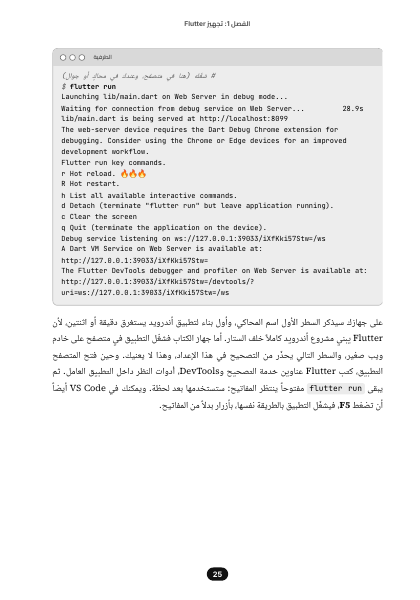 الفصل 1: تجهيز Flutter
الطرفية
# شغّله (هنا في متصفح، وعندك في محاكٍ أو جوال)
$ flutter run
Launching lib/main.dart on Web Server in debug mode...
Waiting for connection from debug service on Web Server... 28.9s
lib/main.dart is being served at http://localhost:8099
The web-server device requires the Dart Debug Chrome extension for
debugging. Consider using the Chrome or Edge devices for an improved
development workflow.
Flutter run key commands.
r Hot reload. 🔥🔥🔥
R Hot restart.
h List all available interactive commands.
d Detach (terminate "flutter run" but leave application running).
c Clear the screen
q Quit (terminate the application on the device).
Debug service listening on ws://127.0.0.1:39033/iXfKki57Stw=/ws
A Dart VM Service on Web Server is available at:
http://127.0.0.1:39033/iXfKki57Stw=
The Flutter DevTools debugger and profiler on Web Server is available at:
http://127.0.0.1:39033/iXfKki57Stw=/devtools/?
uri=ws://127.0.0.1:39033/iXfKki57Stw=/ws
على جهازك سيذكر السطر الأول اسم المحاكي، وأول بناء لتطبيق أندرويد يستغرق دقيقة أو اثنتين، لأن
Flutter يبني مشروع أندرويد كاملاً خلف الستار. أما جهاز الكتاب فشغّل التطبيق في متصفح على خادم
ويب صغير، والسطر التالي يحذّر من التصحيح في هذا الإعداد، وهذا لا يعنيك. وحين فتح المتصفح
التطبيق، كتب Flutter عناوين خدمة التصحيح وDevTools، أدوات النظر داخل التطبيق العامل. ثم
يبقى flutter run مفتوحاً ينتظر المفاتيح: ستستخدمها بعد لحظة. ويمكنك في VS Code أيضاً
أن تضغط F5، فيشغّل التطبيق بالطريقة نفسها، بأزرار بدلاً من المفاتيح.
25